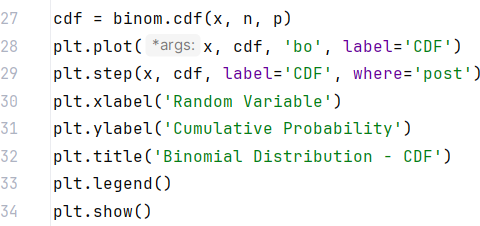 27 cdf = binom.cdf(x, n, p)
28 plt.plot( *args: x, cdf, 'bo', label='CDF')
29 plt.step(x, cdf, label='CDF', where='post')
30 plt.xlabel('Random Variable')
31 plt.ylabel('Cumulative Probability')
32 plt.title('Binomial Distribution - CDF')
33 plt.legend()
34 plt.show()